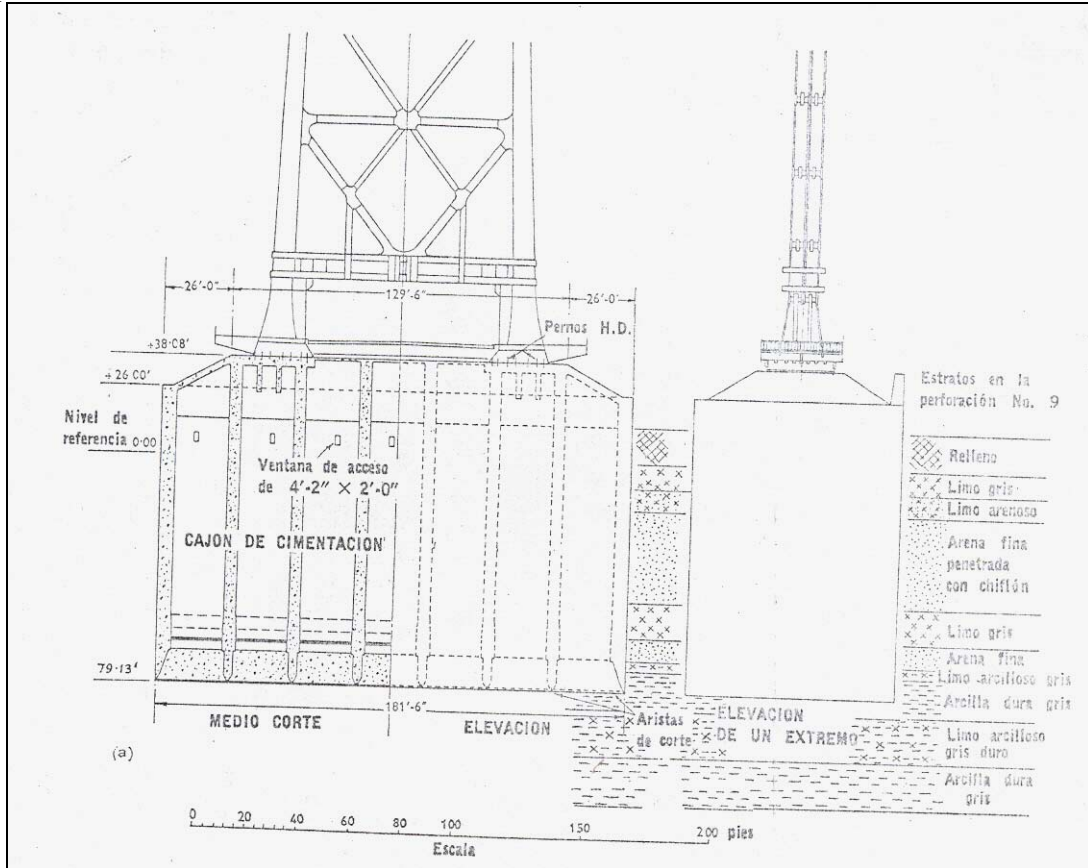 26'-0"
129'-6"
26'-0'
Pernos H.D.
+38·08'
+26·00'
Nivel de
referencia 0·00
Ventana de acceso
de 4'-2" × 2'-0"
CAJON DE CIMENTACION
79·13'
181'-6"
MEDIO CORTE
ELEVACION
Aristas
de corte
ELEVACION
DE UN EXTREMO
Estratos en la
perforación No. 9
Relleno
Limo gris
Limo arenoso
Arena fina
penetrada
con chiflón
Limo gris
Arena fina
Limo arcilloso gris
Arcilla dura gris
Limo arcilloso
gris duro
Arcilla dura
gris
(a)
0 20 40 60 80 100 150 200 pies
Escala